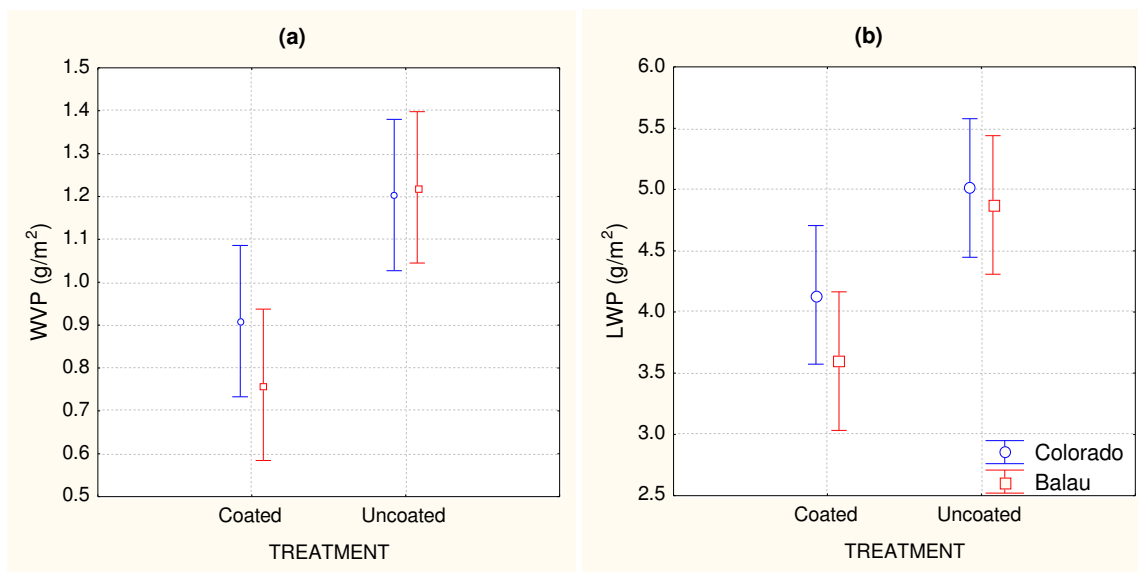 (a)
WVP (g/m²)
1.5
1.4
1.3
1.2
1.1
1.0
0.9
0.8
0.7
0.6
0.5
Coated Uncoated
TREATMENT
(b)
LWP (g/m²)
6.0
5.5
5.0
4.5
4.0
3.5
3.0
2.5
Colorado
Balau
Coated Uncoated
TREATMENT